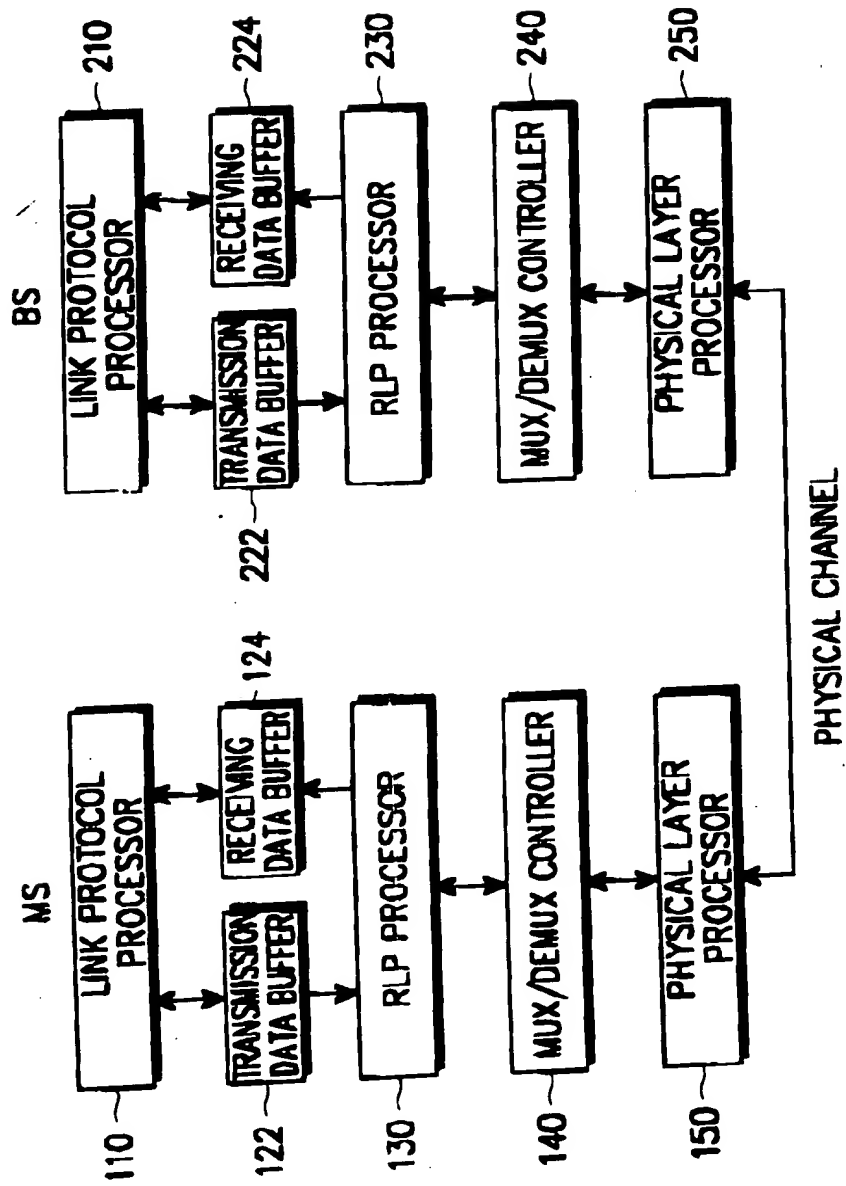 MS
BS
110
LINK PROTOCOL
PROCESSOR
LINK PROTOCOL
PROCESSOR
210
122
TRANSMISSION
DATA BUFFER
RECEIVING
DATA BUFFER
124
222
TRANSMISSION
DATA BUFFER
RECEIVING
DATA BUFFER
224
130
RLP PROCESSOR
RLP PROCESSOR
230
140
MUX/DEMUX CONTROLLER
MUX/DEMUX CONTROLLER
240
150
PHYSICAL LAYER
PROCESSOR
PHYSICAL LAYER
PROCESSOR
250
PHYSICAL CHANNEL